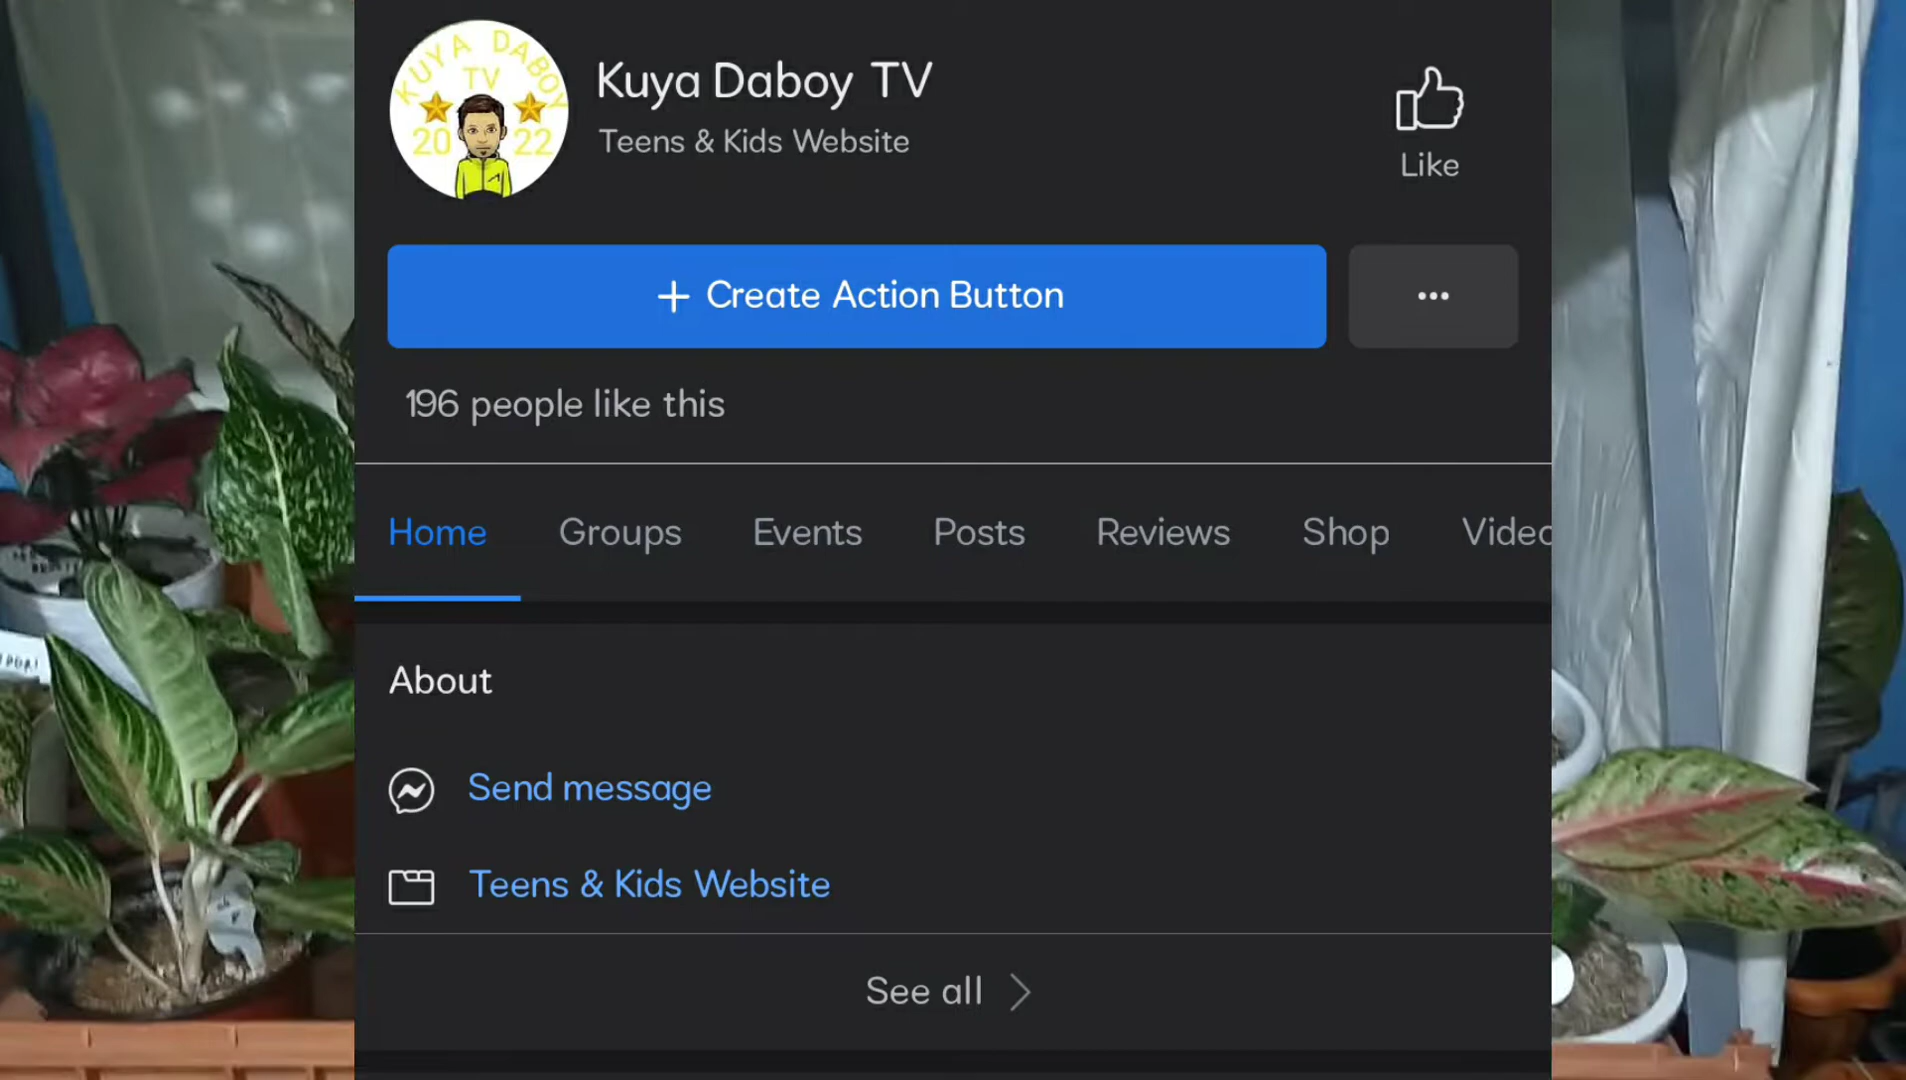 KUYA DABOY
TV
20 22
Kuya Daboy TV
Teens & Kids Website
Like
+ Create Action Button
...
196 people like this
Home Groups Events Posts Reviews Shop Video
About
Send message
Teens & Kids Website
See all >